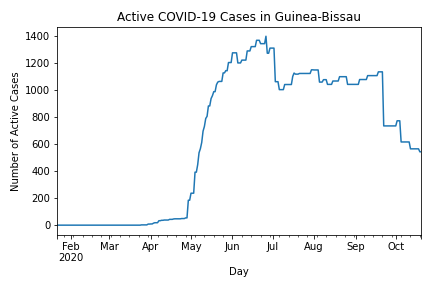 Active COVID-19 Cases in Guinea-Bissau
Number of Active Cases
1400
1200
1000
800
600
400
200
0
Feb Mar Apr May Jun Jul Aug Sep Oct
2020
Day